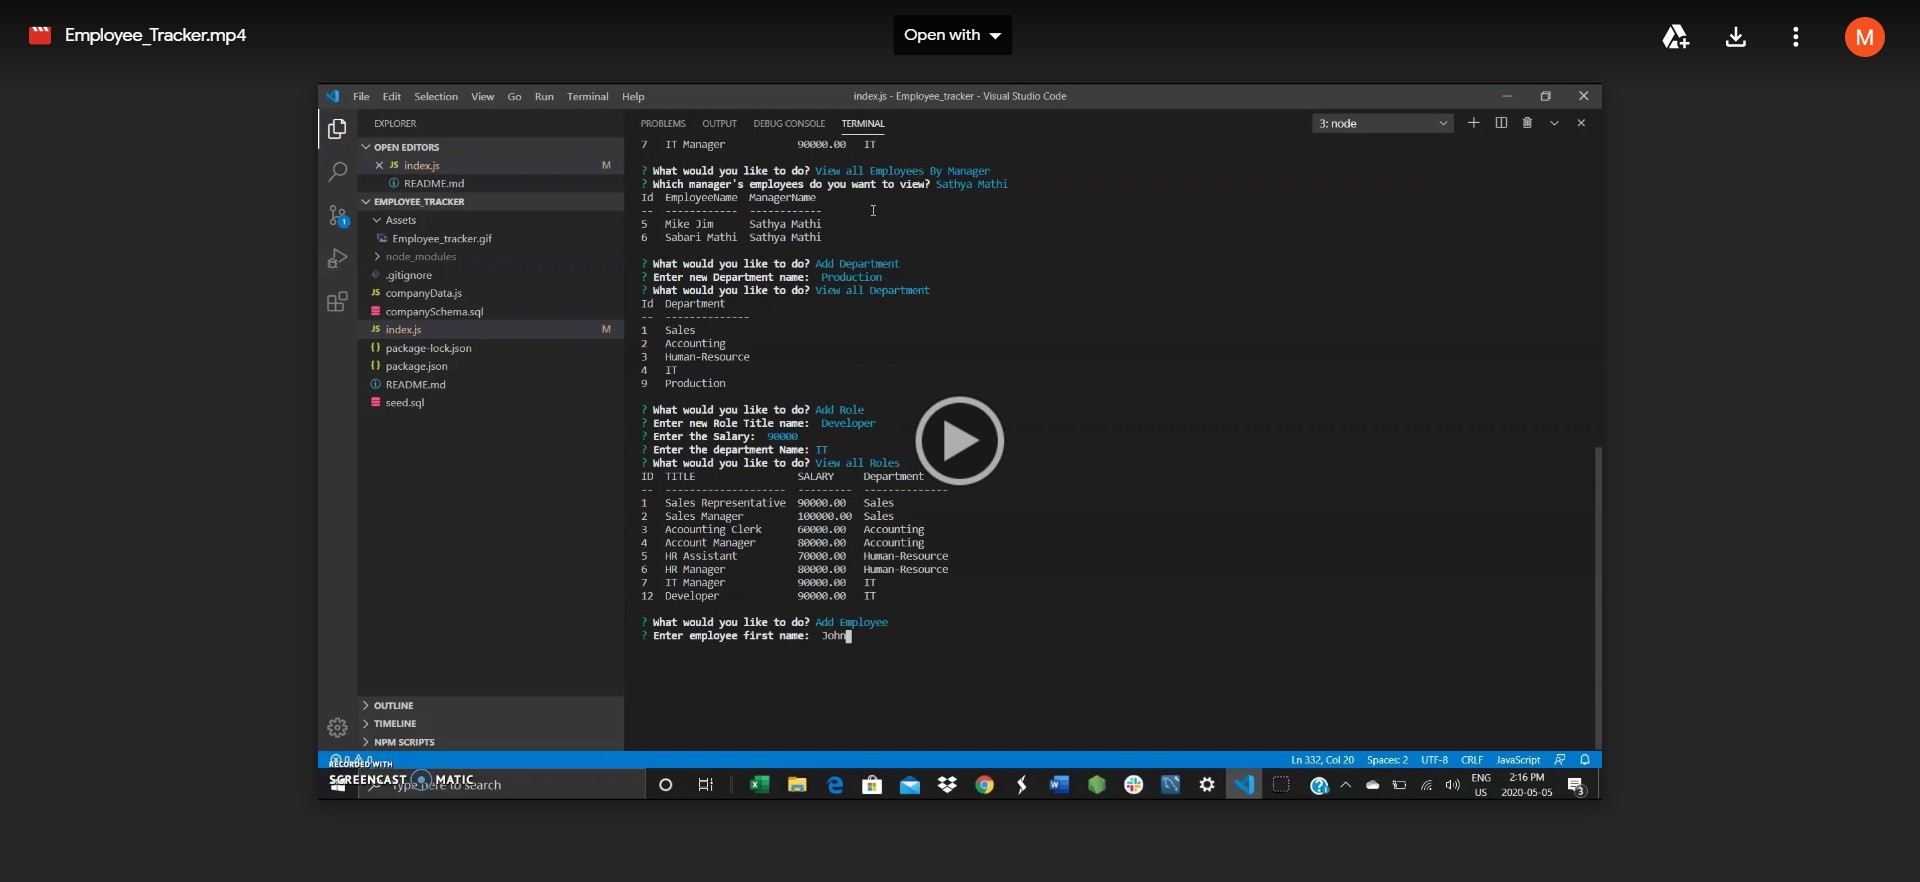 Employee_Tracker.mp4
Open with
M
File Edit Selection View Go Run Terminal Help
index.js - Employee_tracker - Visual Studio Code
EXPLORER
OPEN EDITORS
JS index.js M
README.md
EMPLOYEE_TRACKER
Assets
Employee_tracker.gif
node_modules
.gitignore
JS companyData.js
companySchema.sql
JS index.js M
{} package-lock.json
{} package.json
README.md
seed.sql
OUTLINE
TIMELINE
NPM SCRIPTS
PROBLEMS OUTPUT DEBUG CONSOLE TERMINAL
3: node
7 IT Manager 90000.00 IT
? What would you like to do? View all Employees By Manager
? Which manager's employees do you want to view? Sathya Mathi
Id EmployeeName ManagerName
-- ------------ ------------
5 Mike Jim Sathya Mathi
6 Sabari Mathi Sathya Mathi
? What would you like to do? Add Department
? Enter new Department name: Production
? What would you like to do? View all Department
Id Department
-- --------------
1 Sales
2 Accounting
3 Human-Resource
4 IT
9 Production
? What would you like to do? Add Role
? Enter new Role Title name: Developer
? Enter the Salary: 90000
? Enter the department Name: IT
? What would you like to do? View all Roles
ID TITLE SALARY Department
-- -------------------- --------- --------------
1 Sales Representative 90000.00 Sales
2 Sales Manager 100000.00 Sales
3 Acoounting Clerk 60000.00 Accounting
4 Account Manager 80000.00 Accounting
5 HR Assistant 70000.00 Human-Resource
6 HR Manager 80000.00 Human-Resource
7 IT Manager 90000.00 IT
12 Developer 90000.00 IT
? What would you like to do? Add Employee
? Enter employee first name: John
Ln 332, Col 20 Spaces: 2 UTF-8 CRLF JavaScript
RECORDED WITH
SCREENCAST MATIC
Type here to search
ENG
US
2:16 PM
2020-05-05
3